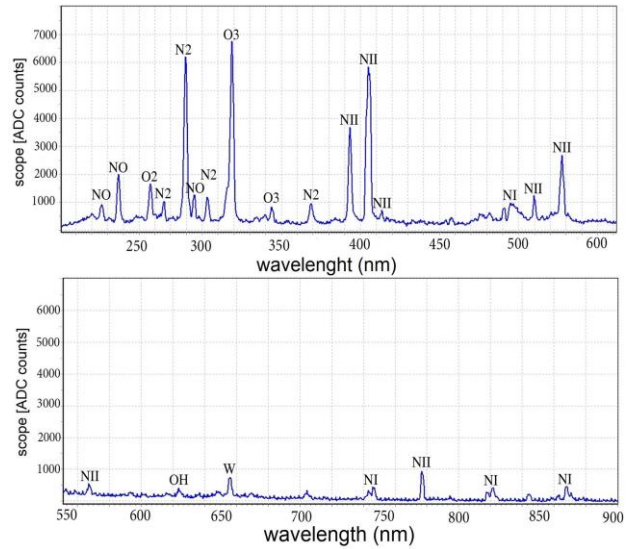 scope [ADC counts]
7000
6000
5000
4000
3000
2000
1000
NO
NO
O2
N2
N2
NO
N2
O3
O3
N2
NII
NII
NII
NI
NII
NII
250 300 350 400 450 500 600
wavelenght (nm)
scope [ADC counts]
6000
5000
4000
3000
2000
1000
NII
OH
W
NI
NII
NI
NI
550 600 650 700 750 800 850 900
wavelength (nm)